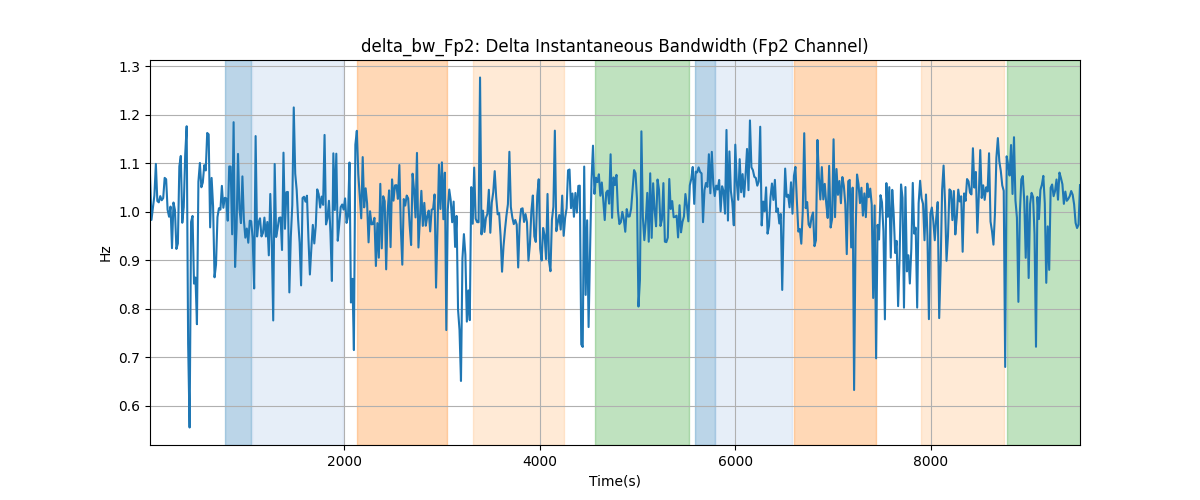 delta_bw_Fp2: Delta Instantaneous Bandwidth (Fp2 Channel)
1.3
1.2
1.1
1.0
0.9
0.8
0.7
0.6
Hz
2000 4000 6000 8000
Time(s)